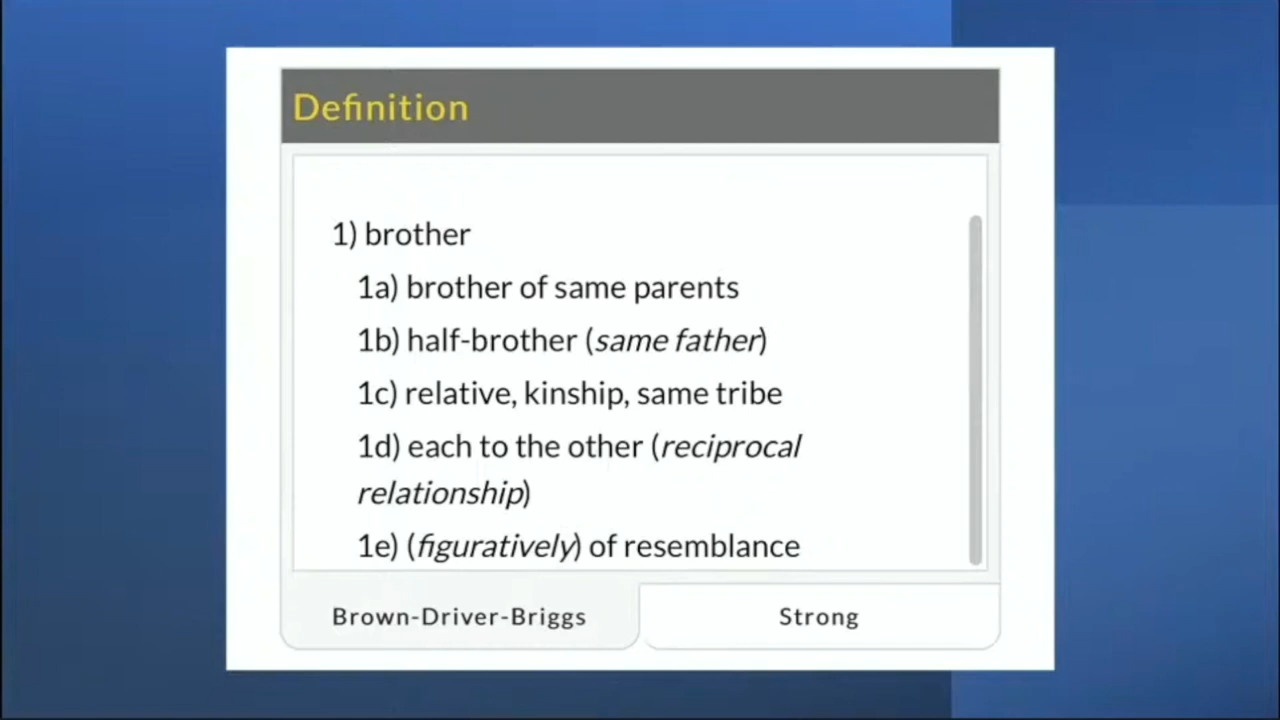 Definition
1) brother
1a) brother of same parents
1b) half-brother (same father)
1c) relative, kinship, same tribe
1d) each to the other (reciprocal
relationship)
1e) (figuratively) of resemblance
Brown-Driver-Briggs
Strong